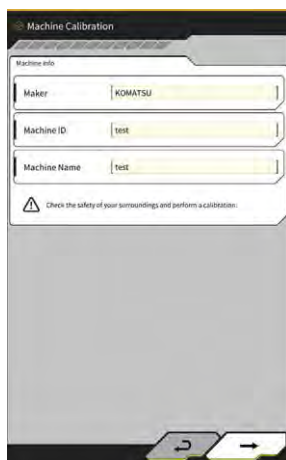 Machine Calibration
Machine Info
Maker
KOMATSU
Machine ID
test
Machine Name
test
Check the safety of your surroundings and perform a calibration.